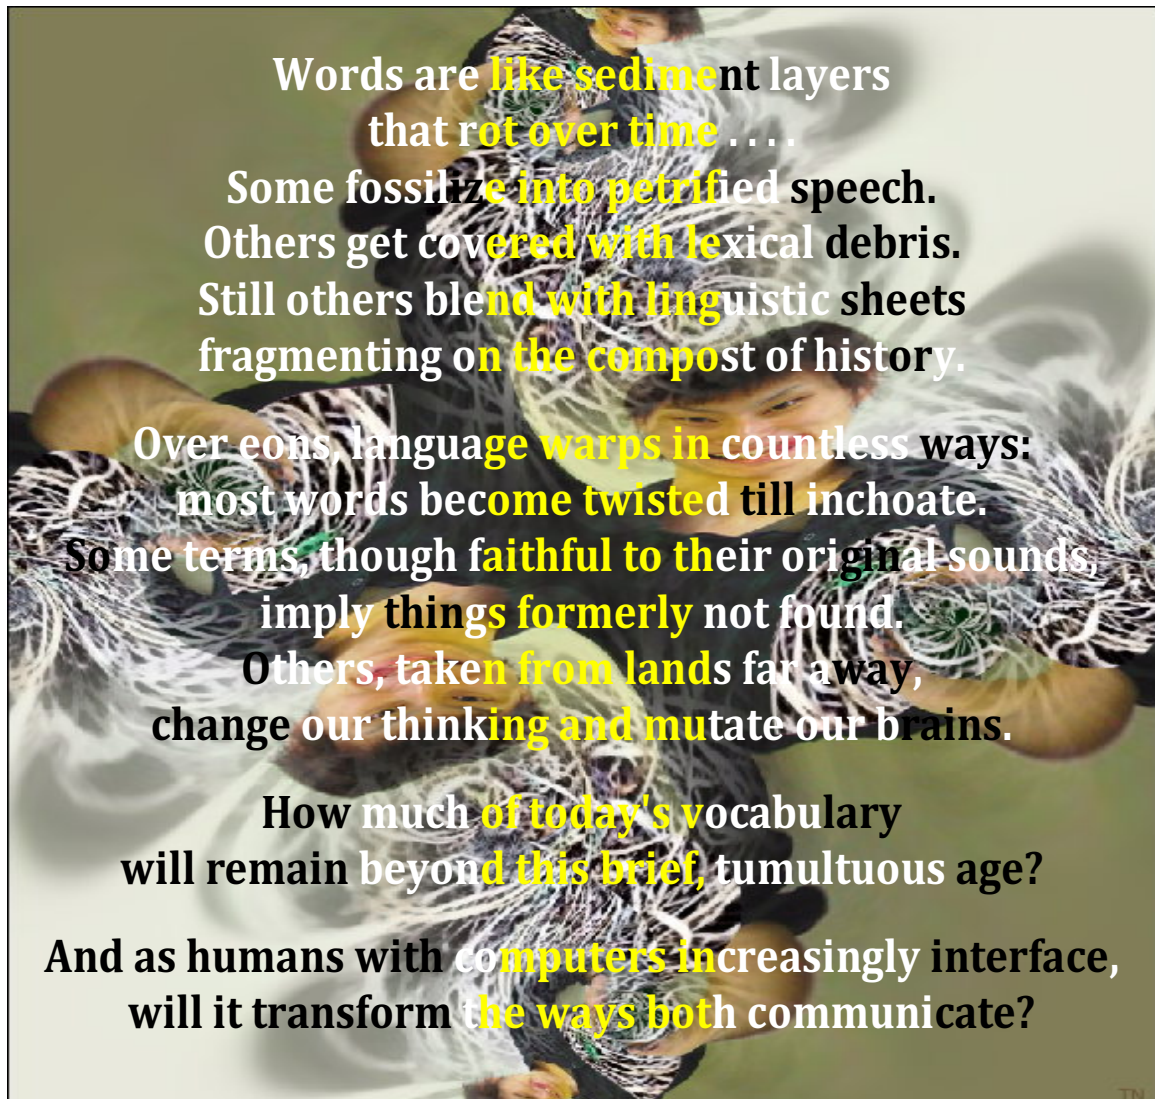 Words are like sediment layers
that rot over time . . . .
Some fossilize into petrified speech.
Others get covered with lexical debris.
Still others blend with linguistic sheets
fragmenting on the compost of history.
Over eons, language warps in countless ways:
most words become twisted till inchoate.
Some terms, though faithful to their original sounds,
imply things formerly not found.
Others, taken from lands far away,
change our thinking and mutate our brains.
How much of today's vocabulary
will remain beyond this brief, tumultuous age?
And as humans with computers increasingly interface,
will it transform the ways both communicate?
TN